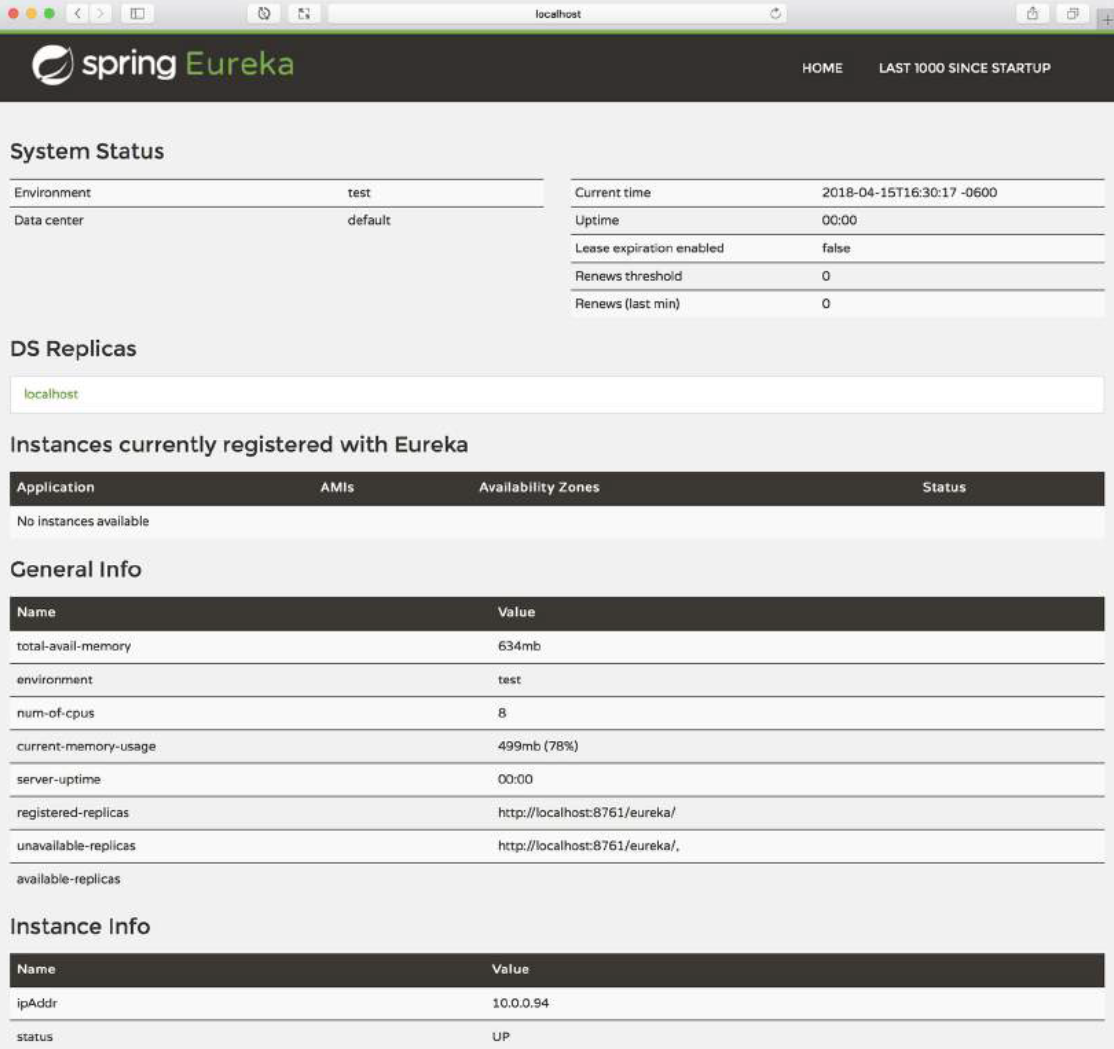 localhost
spring Eureka
HOME LAST 1000 SINCE STARTUP
System Status
Environment test
Data center default
Current time 2018-04-15T16:30:17 -0600
Uptime 00:00
Lease expiration enabled false
Renews threshold 0
Renews (last min) 0
DS Replicas
localhost
Instances currently registered with Eureka
Application AMIs Availability Zones Status
No instances available
General Info
Name Value
total-avail-memory 634mb
environment test
num-of-cpus 8
current-memory-usage 499mb (78%)
server-uptime 00:00
registered-replicas http://localhost:8761/eureka/
unavailable-replicas http://localhost:8761/eureka/,
available-replicas
Instance Info
Name Value
ipAddr 10.0.0.94
status UP